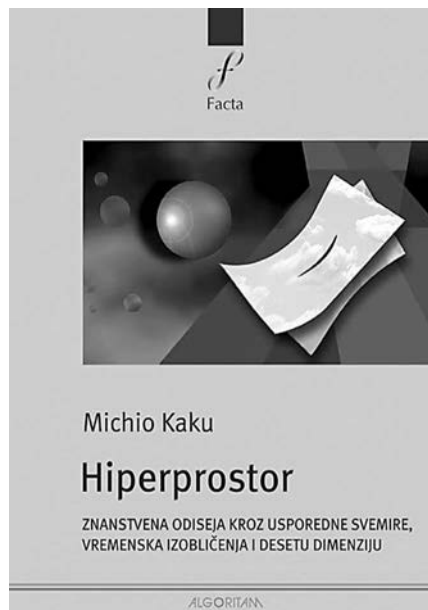 Facta
Michio Kaku
Hiperprostor
ZNANSTVENA ODISEJA KROZ USPOREDNE SVEMIRE,
VREMENSKA IZOBLIČENJA I DESETU DIMENZIJU
ALGORITAM